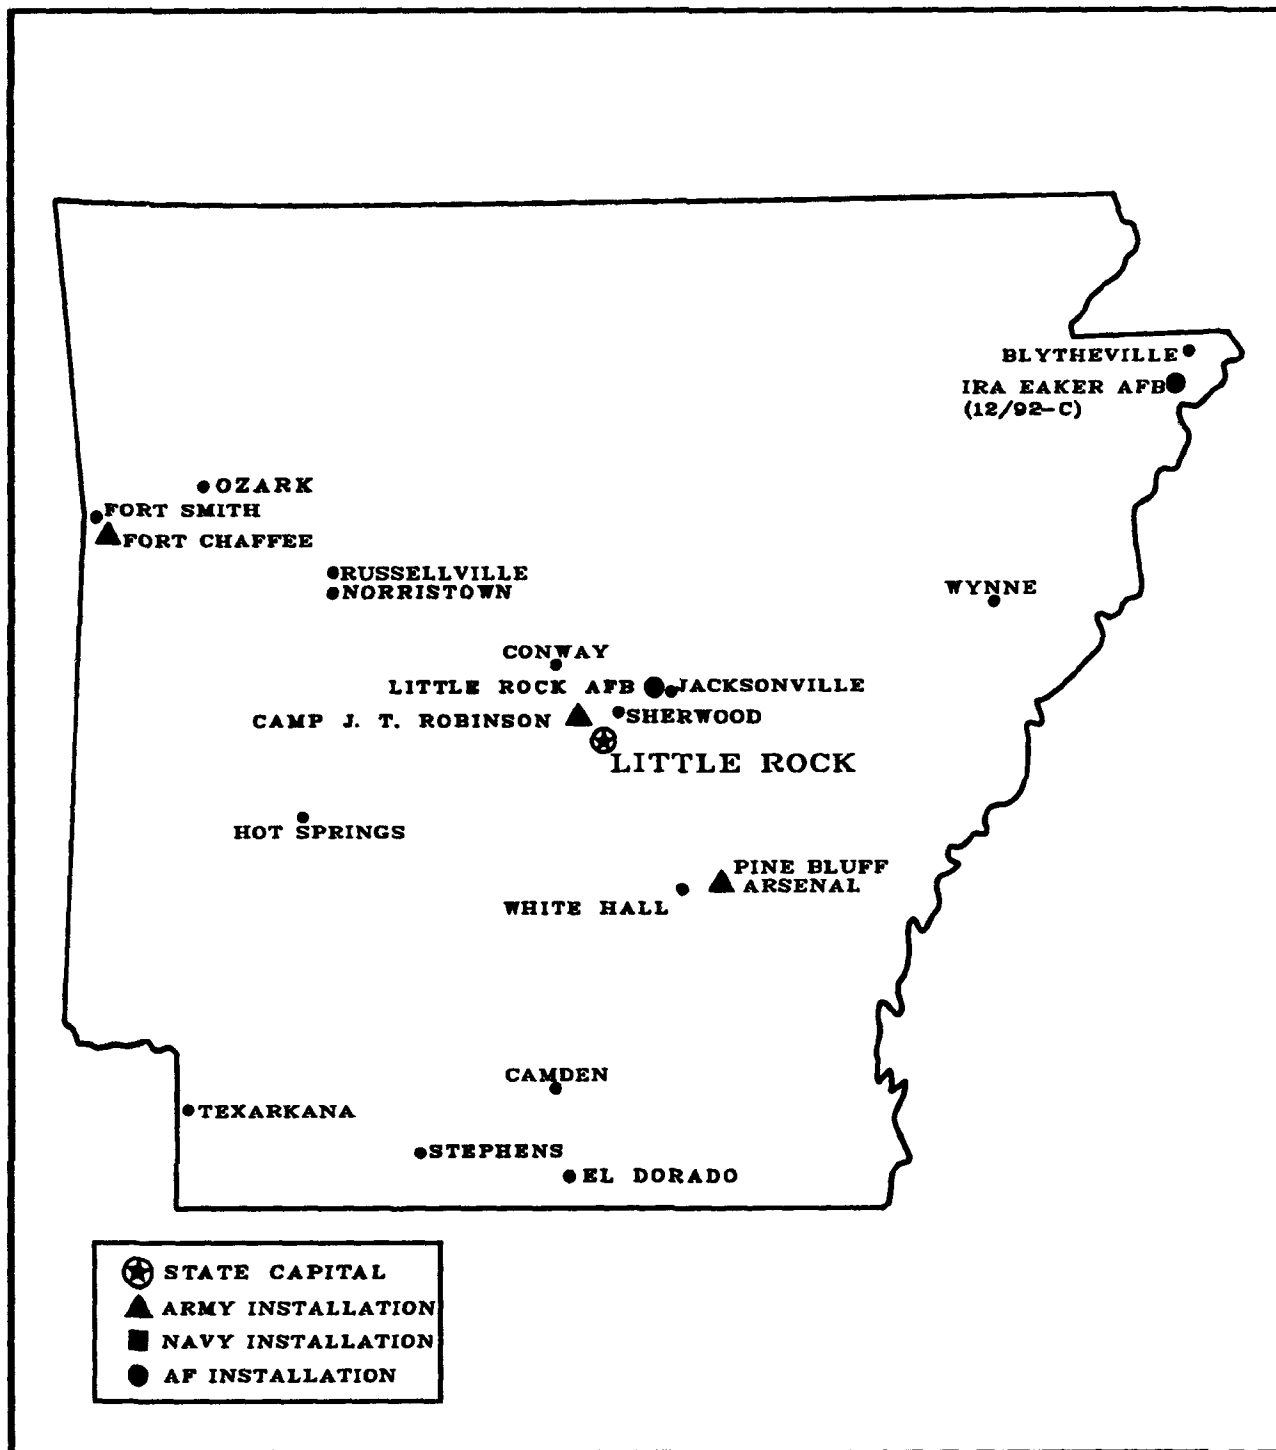 BLYTHEVILLE
IRA EAKER AFB
(12/92-C)
OZARK
FORT SMITH
FORT CHAFFEE
RUSSELLVILLE
NORRISTOWN
WYNNE
CONWAY
LITTLE ROCK AFB
JACKSONVILLE
CAMP J. T. ROBINSON
SHERWOOD
LITTLE ROCK
HOT SPRINGS
PINE BLUFF
ARSENAL
WHITE HALL
CAMDEN
TEXARKANA
STEPHENS
EL DORADO
STATE CAPITAL
ARMY INSTALLATION
NAVY INSTALLATION
AF INSTALLATION